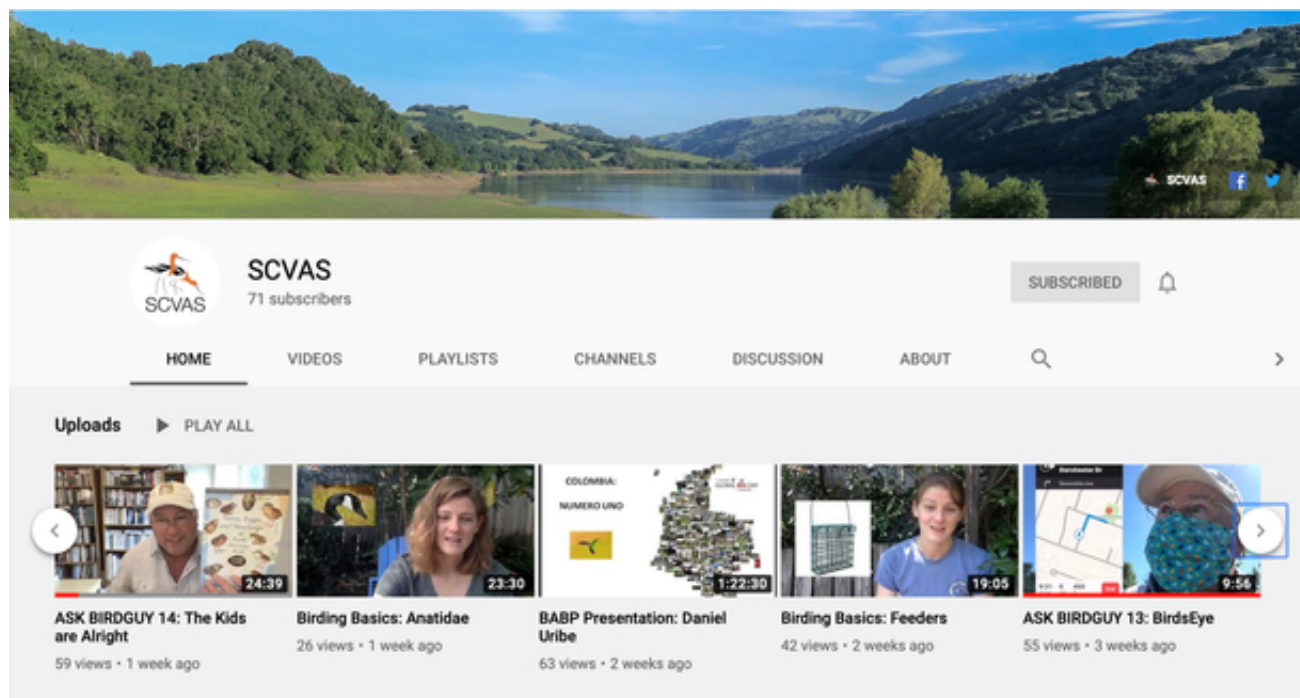 SCVAS
SCVAS
SCVAS
71 subscribers
SUBSCRIBED
HOME
VIDEOS
PLAYLISTS
CHANNELS
DISCUSSION
ABOUT
Uploads
PLAY ALL
24:39
23:30
COLOMBIA:
NUMERO UNO
1:22:30
19:05
9:56
ASK BIRDGUY 14: The Kids
are Alright
59 views • 1 week ago
Birding Basics: Anatidae
26 views • 1 week ago
BABP Presentation: Daniel
Uribe
63 views • 2 weeks ago
Birding Basics: Feeders
42 views • 2 weeks ago
ASK BIRDGUY 13: BirdsEye
55 views • 3 weeks ago